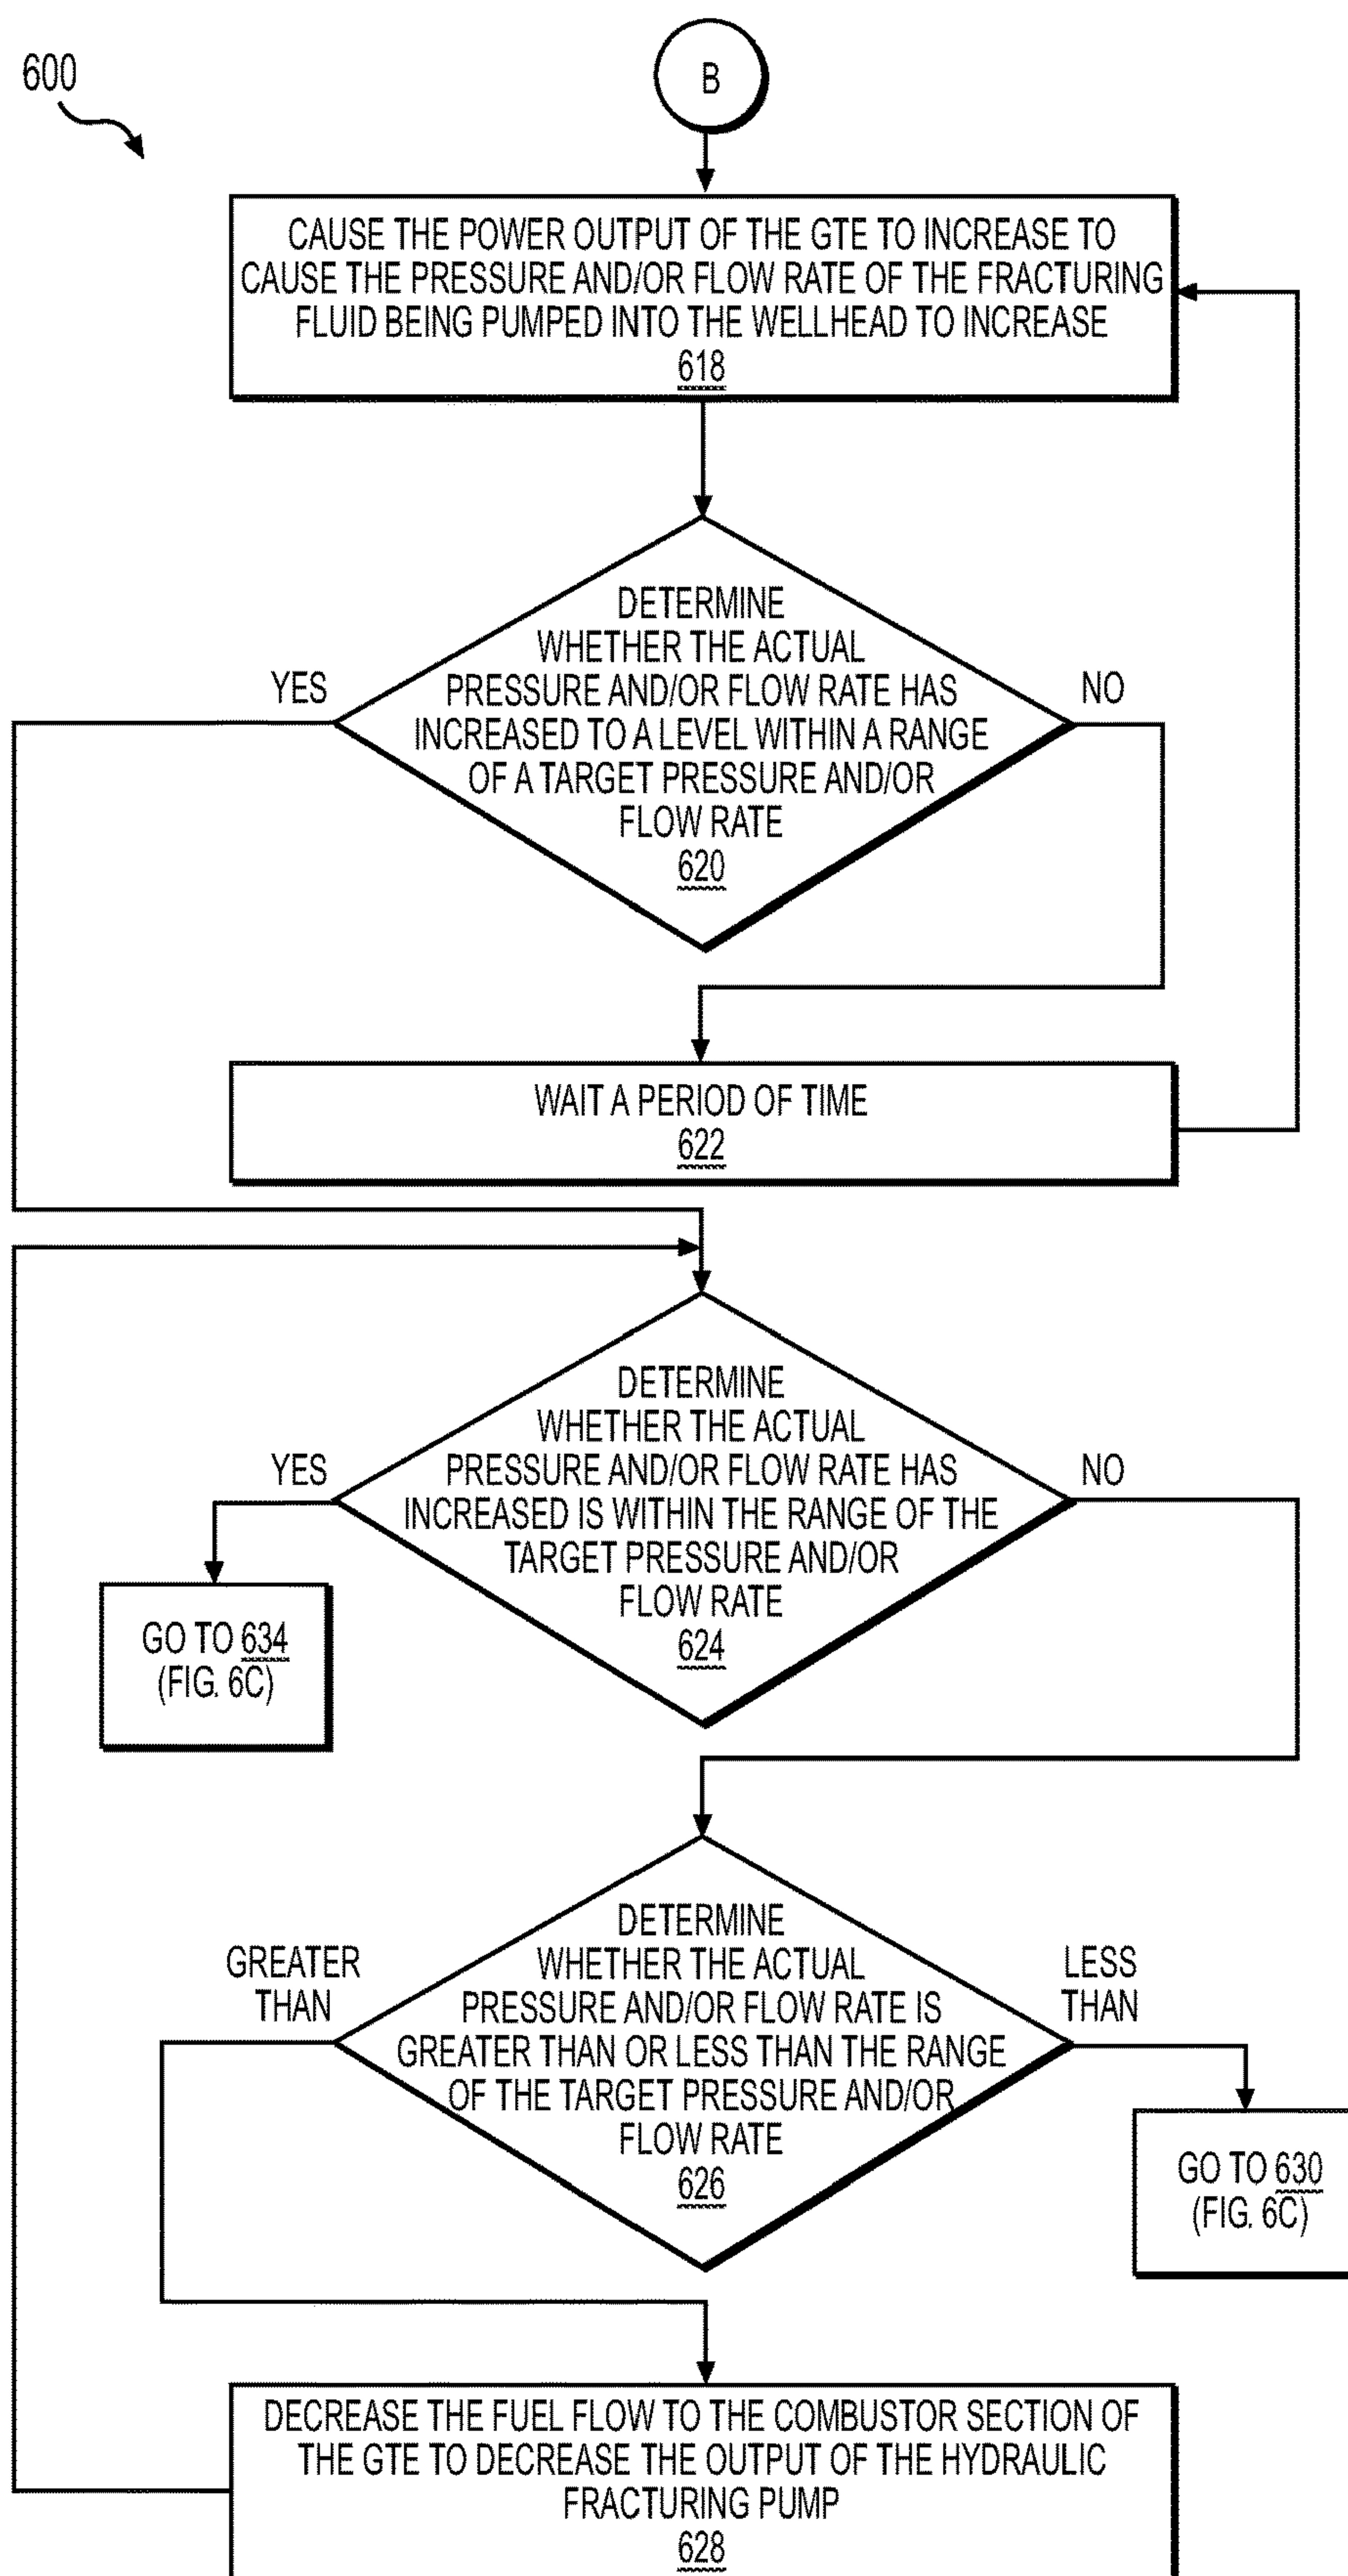 600
B
CAUSE THE POWER OUTPUT OF THE GTE TO INCREASE TO
CAUSE THE PRESSURE AND/OR FLOW RATE OF THE FRACTURING
FLUID BEING PUMPED INTO THE WELLHEAD TO INCREASE
618
DETERMINE
WHETHER THE ACTUAL
PRESSURE AND/OR FLOW RATE HAS
INCREASED TO A LEVEL WITHIN A RANGE
OF A TARGET PRESSURE AND/OR
FLOW RATE
620
YES
NO
WAIT A PERIOD OF TIME
622
DETERMINE
WHETHER THE ACTUAL
PRESSURE AND/OR FLOW RATE HAS
INCREASED IS WITHIN THE RANGE OF THE
TARGET PRESSURE AND/OR
FLOW RATE
624
YES
NO
GO TO 634
(FIG. 6C)
DETERMINE
WHETHER THE ACTUAL
PRESSURE AND/OR FLOW RATE IS
GREATER THAN OR LESS THAN THE RANGE
OF THE TARGET PRESSURE AND/OR
FLOW RATE
626
GREATER
THAN
LESS
THAN
GO TO 630
(FIG. 6C)
DECREASE THE FUEL FLOW TO THE COMBUSTOR SECTION OF
THE GTE TO DECREASE THE OUTPUT OF THE HYDRAULIC
FRACTURING PUMP
628